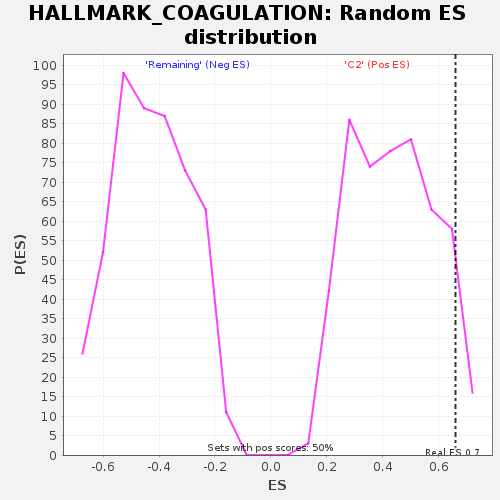 HALLMARK_COAGULATION: Random ES
distribution
'Remaining' (Neg ES)
'C2' (Pos ES)
100
95
90
85
80
75
70
65
60
55
50
45
40
35
30
25
20
15
10
5
0
P(ES)
Sets with pos scores: 50%
Real ES 0.7
-0.6 -0.4 -0.2 0.0 0.2 0.4 0.6
ES